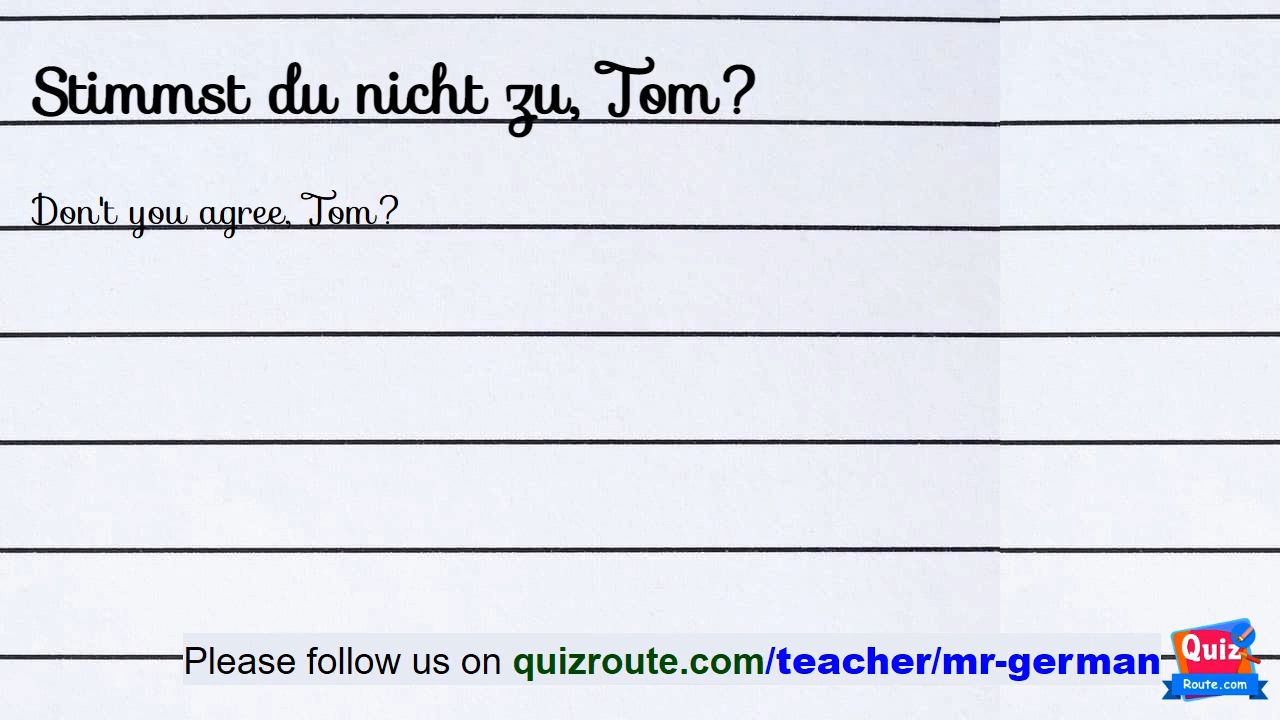 Stimmst du nicht zu, Tom?
Don't you agree, Tom?
Please follow us on quizroute.com/teacher/mr-german
Quiz
Route.com